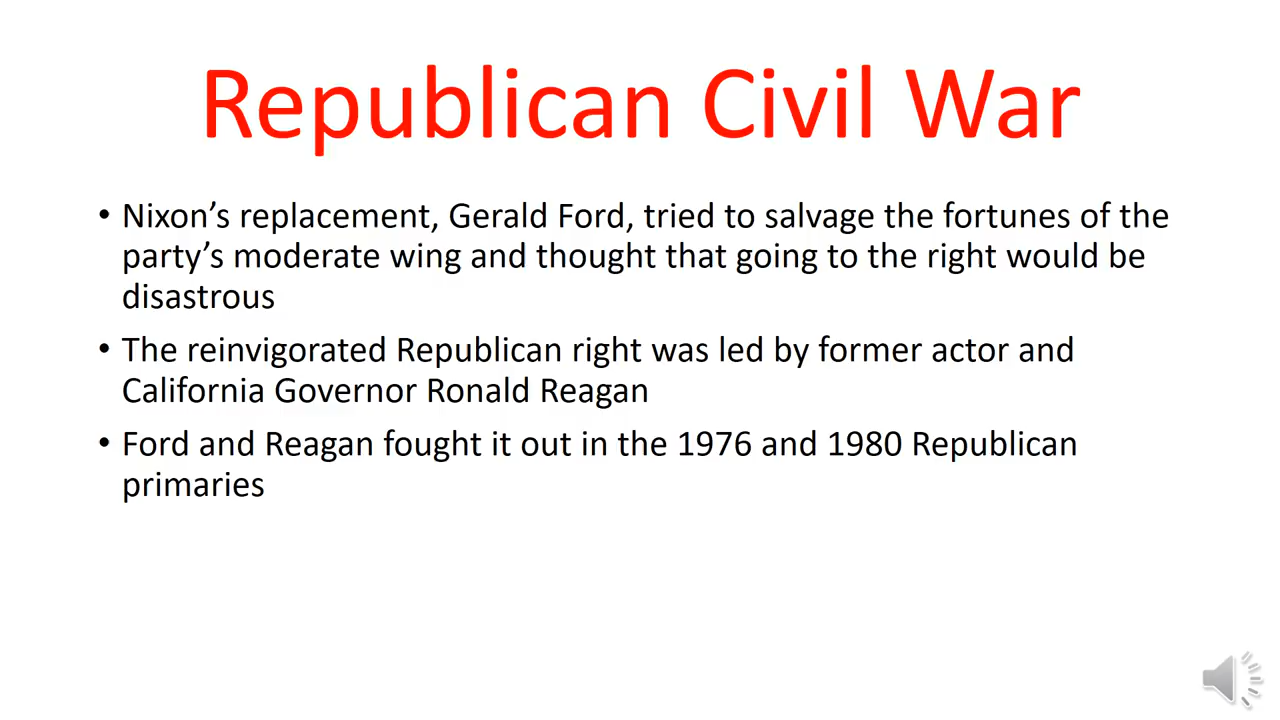 Republican Civil War
• Nixon’s replacement, Gerald Ford, tried to salvage the fortunes of the
party’s moderate wing and thought that going to the right would be
disastrous
• The reinvigorated Republican right was led by former actor and
California Governor Ronald Reagan
• Ford and Reagan fought it out in the 1976 and 1980 Republican
primaries